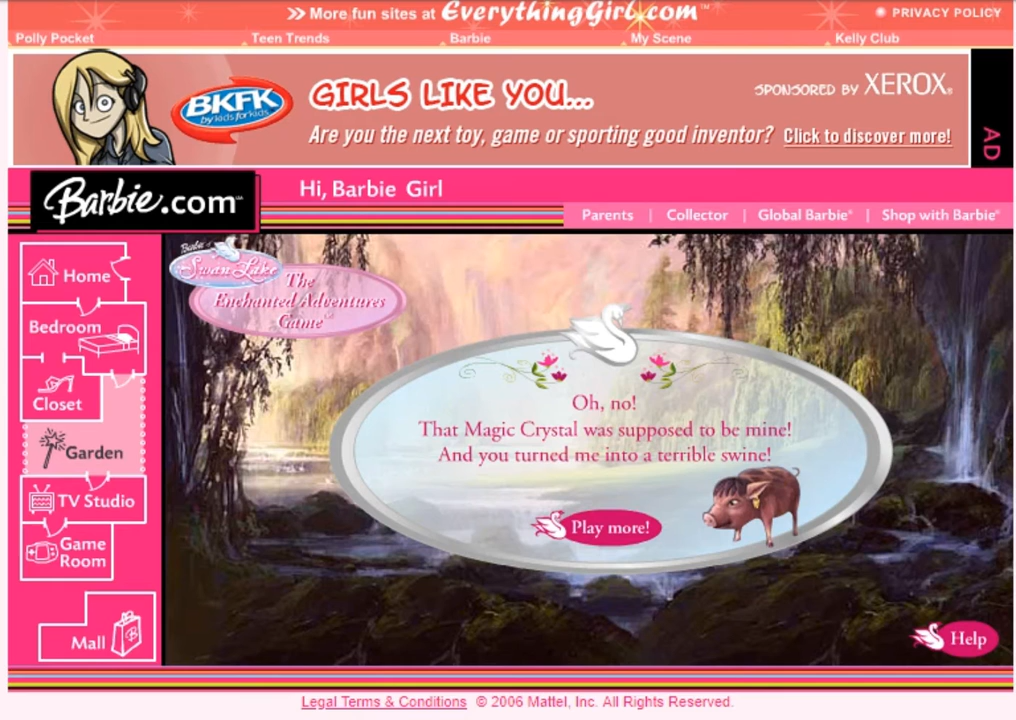 >> More fun sites at EverythingGirl.com™
PRIVACY POLICY
Polly Pocket
Teen Trends
Barbie
My Scene
Kelly Club
BKFK
by kids for kids
GIRLS LIKE YOU...
SPONSORED BY XEROX®
Are you the next toy, game or sporting good inventor? Click to discover more!
AD
Barbie.com
Hi, Barbie Girl
Parents | Collector | Global Barbie® | Shop with Barbie®
Home
Bedroom
Closet
Garden
TV Studio
Game
Room
Mall
Barbie of
Swan Lake
The
Enchanted Adventures
Game
Oh, no!
That Magic Crystal was supposed to be mine!
And you turned me into a terrible swine!
Play more!
Help
Legal Terms & Conditions © 2006 Mattel, Inc. All Rights Reserved.